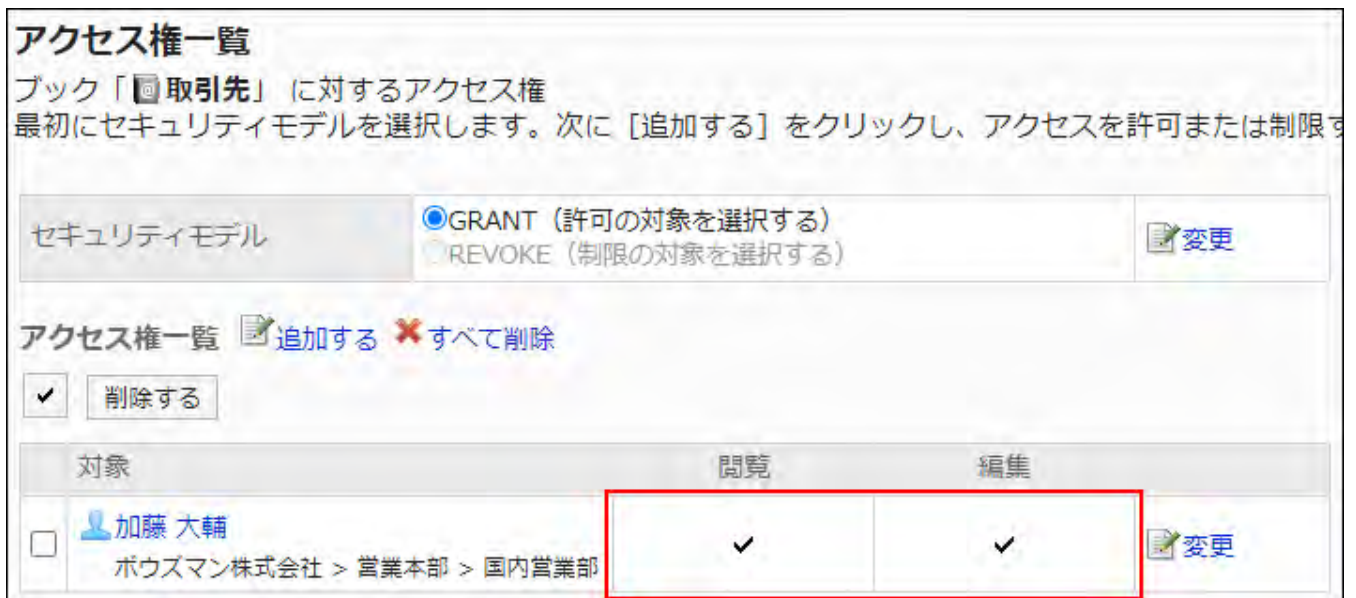 アクセス権一覧
ブック「取引先」 に対するアクセス権
最初にセキュリティモデルを選択します。次に［追加する］をクリックし、アクセスを許可または制限す
セキュリティモデル
GRANT（許可の対象を選択する）
REVOKE（制限の対象を選択する）
変更
アクセス権一覧 追加する すべて削除
削除する
対象 閲覧 編集
加藤 大輔
ボウズマン株式会社 > 営業本部 > 国内営業部
変更